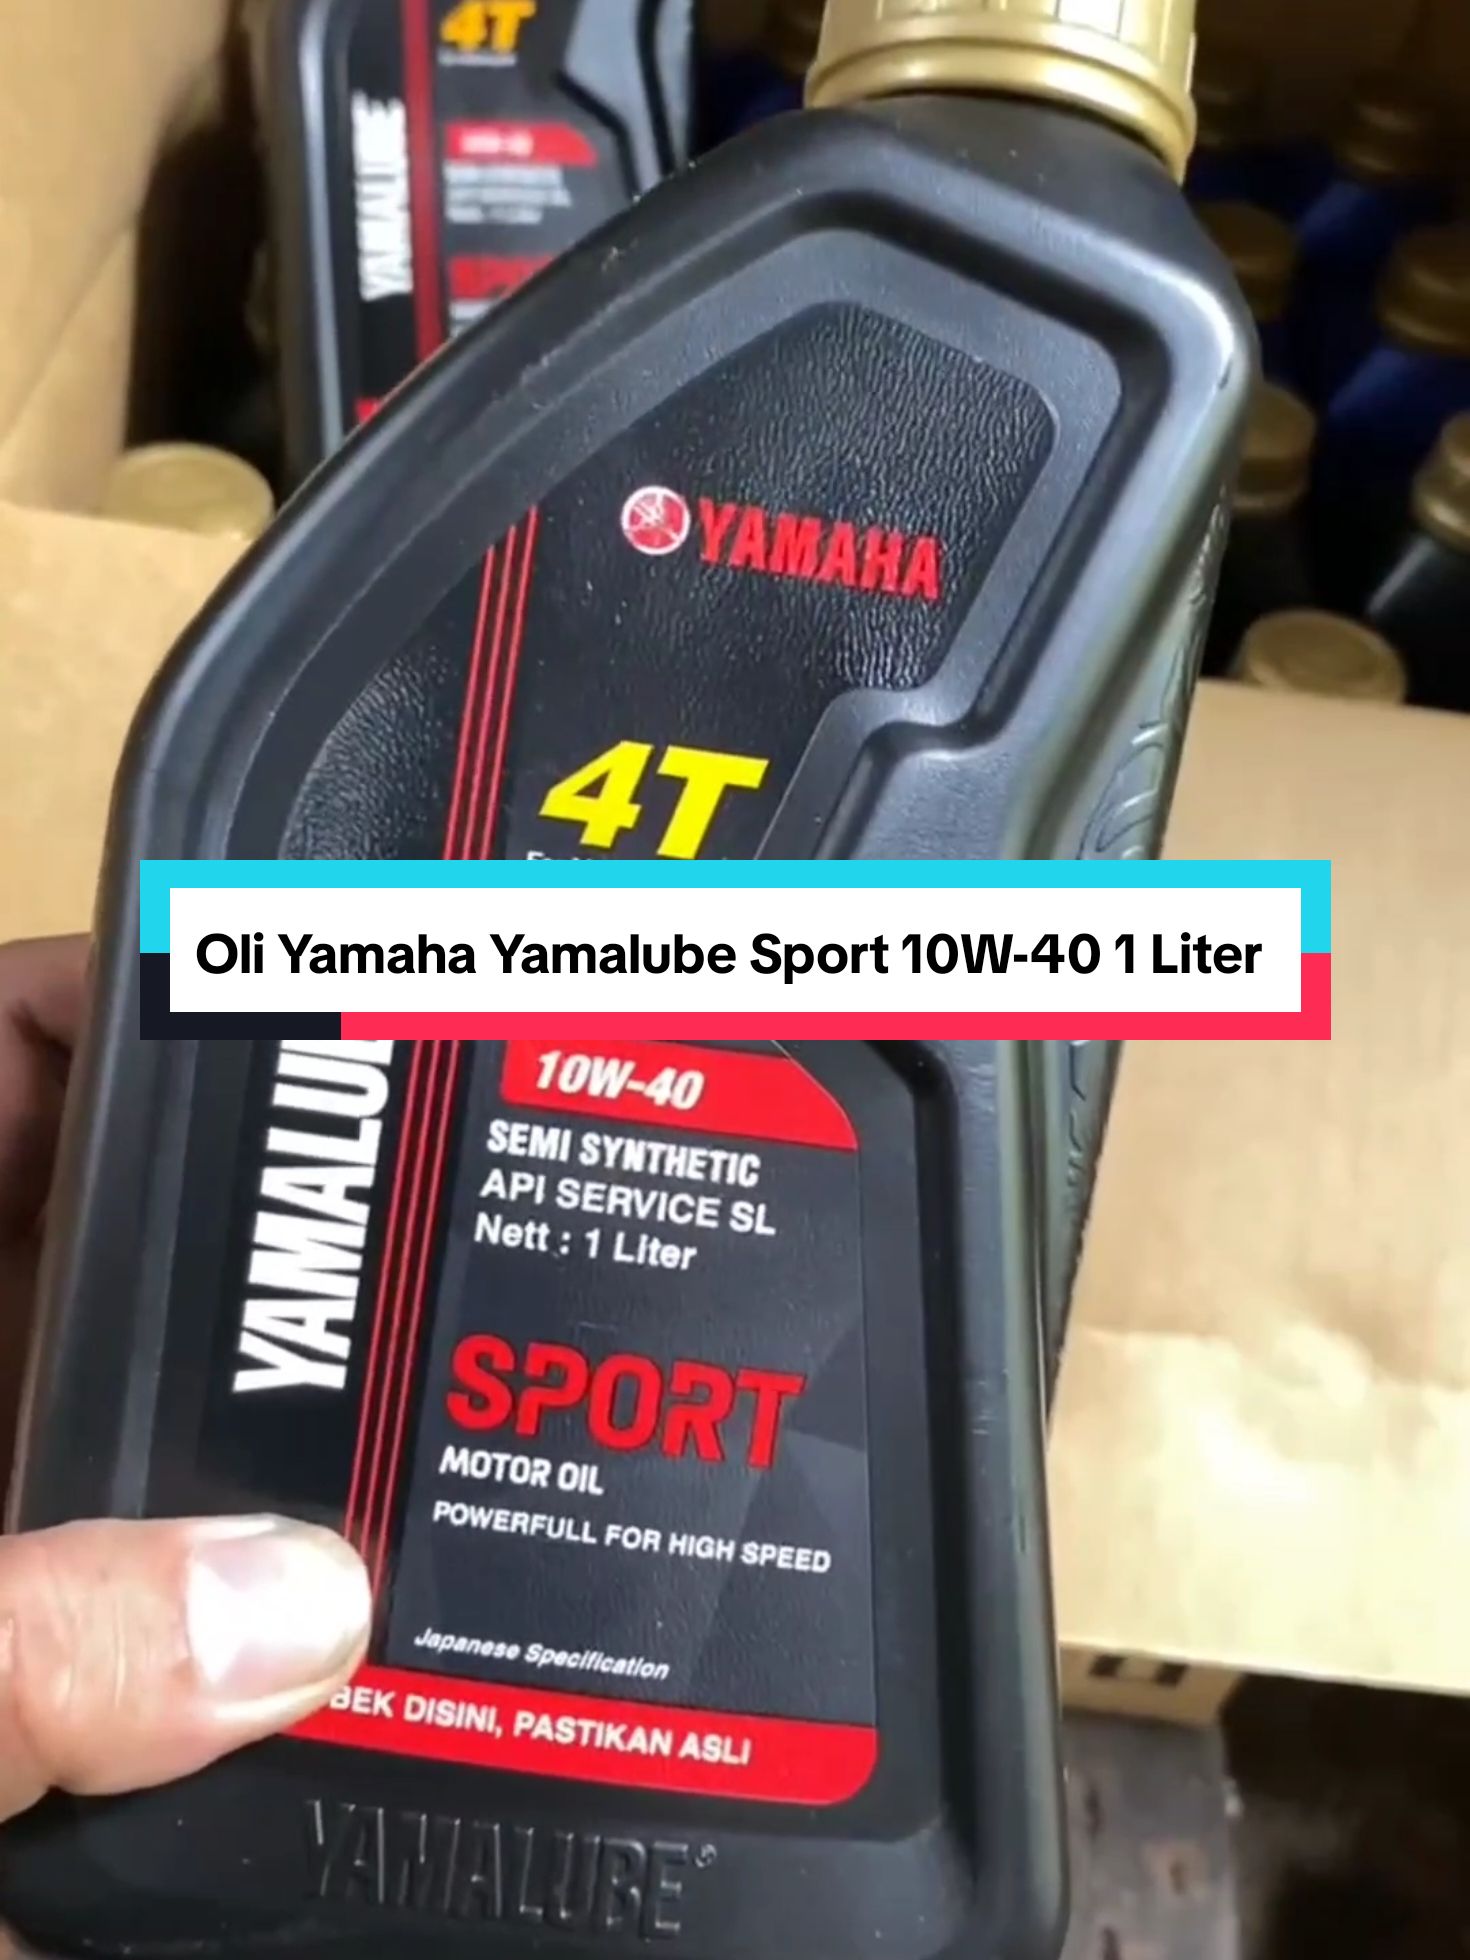 4T
YAMALUBE
YAMAHA
4T
Oli Yamaha Yamalube Sport 10W-40 1 Liter
10W-40
SEMI SYNTHETIC
API SERVICE SL
Nett : 1 Liter
SPORT
MOTOR OIL
POWERFULL FOR HIGH SPEED
Japanese Specification
BEK DISINI, PASTIKAN ASLI
YAMALUBE®